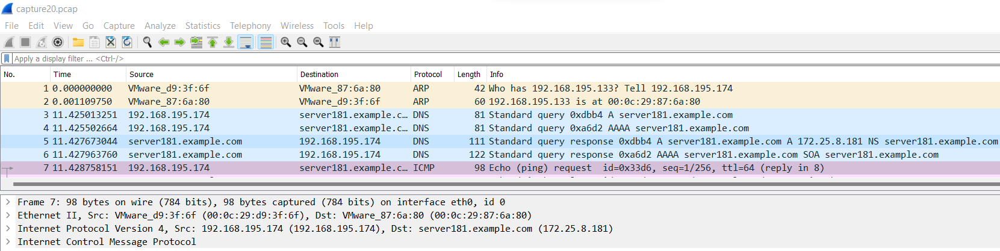 capture20.pcap
File Edit View Go Capture Analyze Statistics Telephony Wireless Tools Help
Apply a display filter ... <Ctrl-/>
No. Time Source Destination Protocol Length Info
1 0.000000000 VMware_d9:3f:6f VMware_87:6a:80 ARP 42 Who has 192.168.195.133? Tell 192.168.195.174
2 0.001109750 VMware_87:6a:80 VMware_d9:3f:6f ARP 60 192.168.195.133 is at 00:0c:29:87:6a:80
3 11.425013251 192.168.195.174 server181.example.c… DNS 81 Standard query 0xdbb4 A server181.example.com
4 11.425502664 192.168.195.174 server181.example.c… DNS 81 Standard query 0xa6d2 AAAA server181.example.com
5 11.427673044 server181.example.com 192.168.195.174 DNS 111 Standard query response 0xdbb4 A server181.example.com A 172.25.8.181 NS server181.example.com
6 11.427963760 server181.example.com 192.168.195.174 DNS 122 Standard query response 0xa6d2 AAAA server181.example.com SOA server181.example.com
7 11.428758151 192.168.195.174 server181.example.c… ICMP 98 Echo (ping) request id=0x33d6, seq=1/256, ttl=64 (reply in 8)
Frame 7: 98 bytes on wire (784 bits), 98 bytes captured (784 bits) on interface eth0, id 0
Ethernet II, Src: VMware_d9:3f:6f (00:0c:29:d9:3f:6f), Dst: VMware_87:6a:80 (00:0c:29:87:6a:80)
Internet Protocol Version 4, Src: 192.168.195.174 (192.168.195.174), Dst: server181.example.com (172.25.8.181)
Internet Control Message Protocol